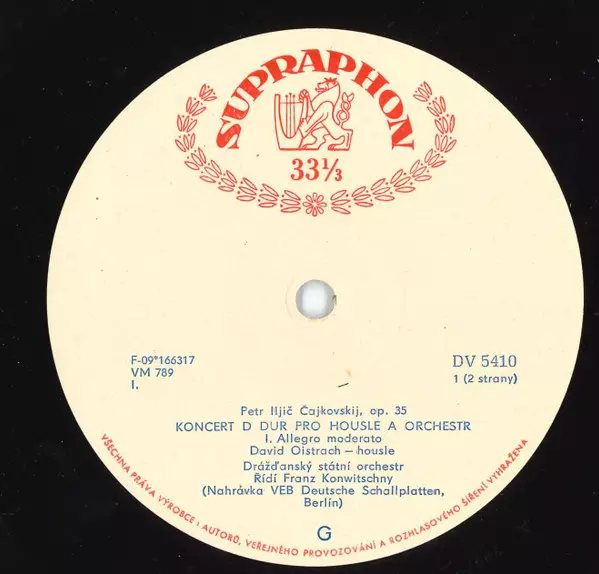 SUPRAPHON
33⅓
F-09*166317
VM 789
I.
DV 5410
1 (2 strany)
Petr Iljič Čajkovskij, op. 35
KONCERT D DUR PRO HOUSLE A ORCHESTR
I. Allegro moderato
David Oistrach – housle
Drážďanský státní orchestr
Řídí Franz Konwitschny
(Nahrávka VEB Deutsche Schallplatten,
Berlín)
G
VŠECHNA PRÁVA VÝROBCE I AUTORŮ, VEŘEJNÉHO PROVOZOVÁNÍ A ROZHLASOVÉHO ŠÍŘENÍ VYHRAŽENA